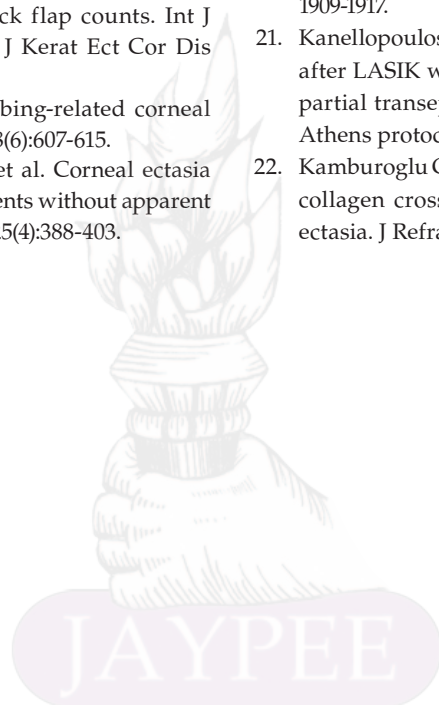 ck flap counts. Int J
J Kerat Ect Cor Dis
bing-related corneal
(6):607-615.
et al. Corneal ectasia
ents without apparent
5(4):388-403.
1909-1917.
21. Kanellopoulos
after LASIK w
partial transep
Athens protoc
22. Kamburoglu G
collagen cross
ectasia. J Refra
JAYPEE